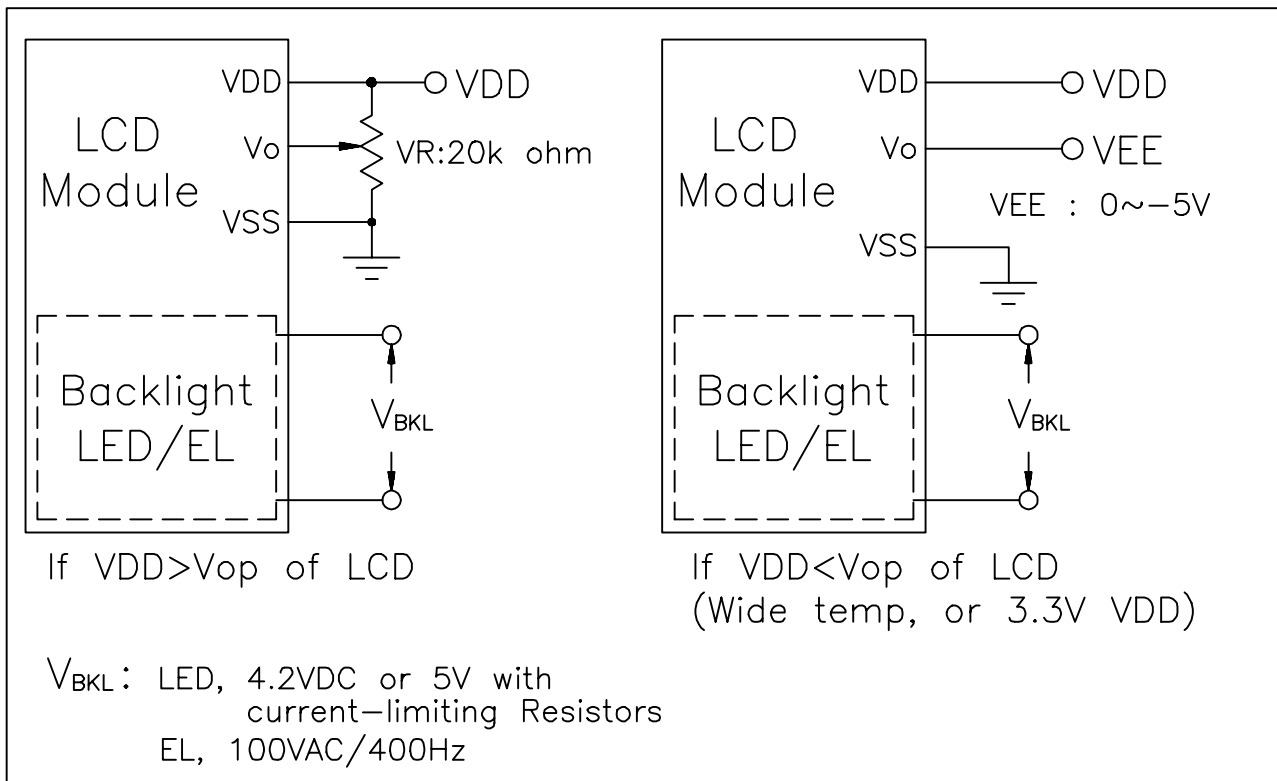 LCD
Module
VDD
VDD
Vo
VR:20k ohm
VSS
Backlight
LED/EL
VBKL
If VDD>Vop of LCD
LCD
Module
VDD
VDD
Vo
VEE
VEE : 0~-5V
VSS
Backlight
LED/EL
VBKL
If VDD<Vop of LCD
(Wide temp, or 3.3V VDD)
VBKL: LED, 4.2VDC or 5V with
current-limiting Resistors
EL, 100VAC/400Hz